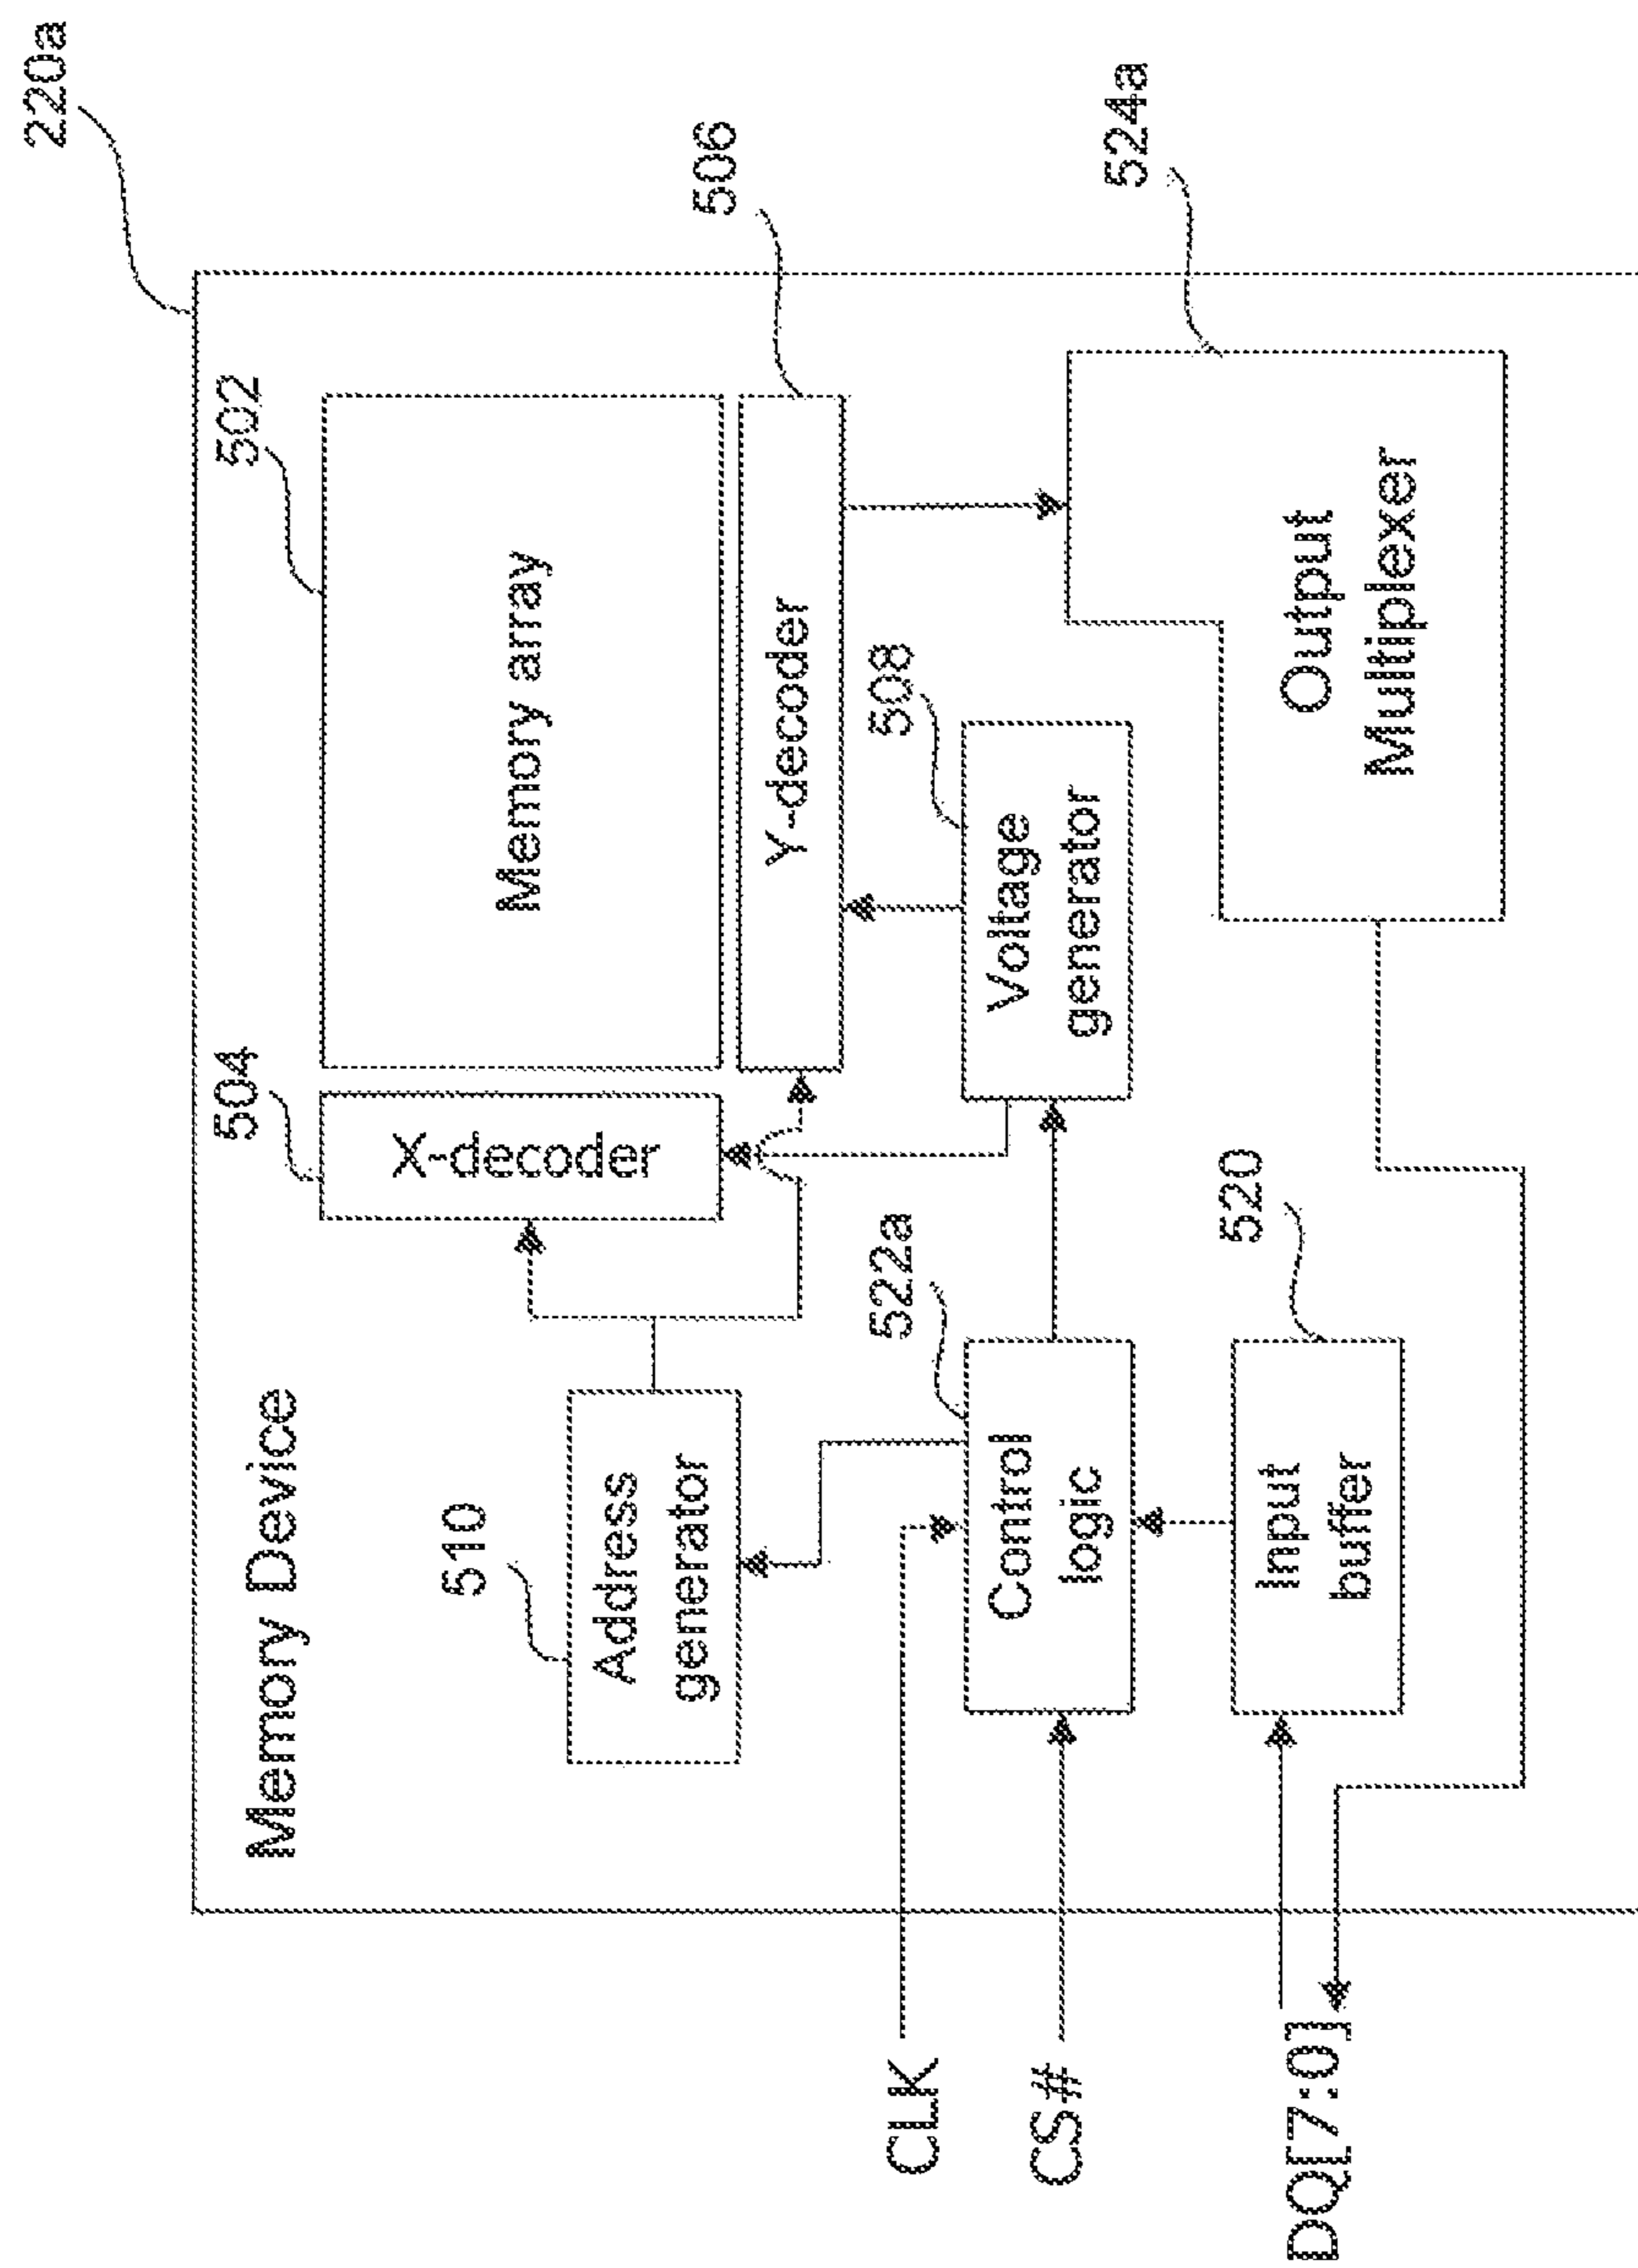 220a
Memory Device
502
Memory array
504
X-decoder
506
Y-decoder
510
Address
generator
508
Voltage
generator
522a
Control
logic
524a
Output
Multiplexer
520
Input
buffer
CLK
CS#
DQ[7:0]